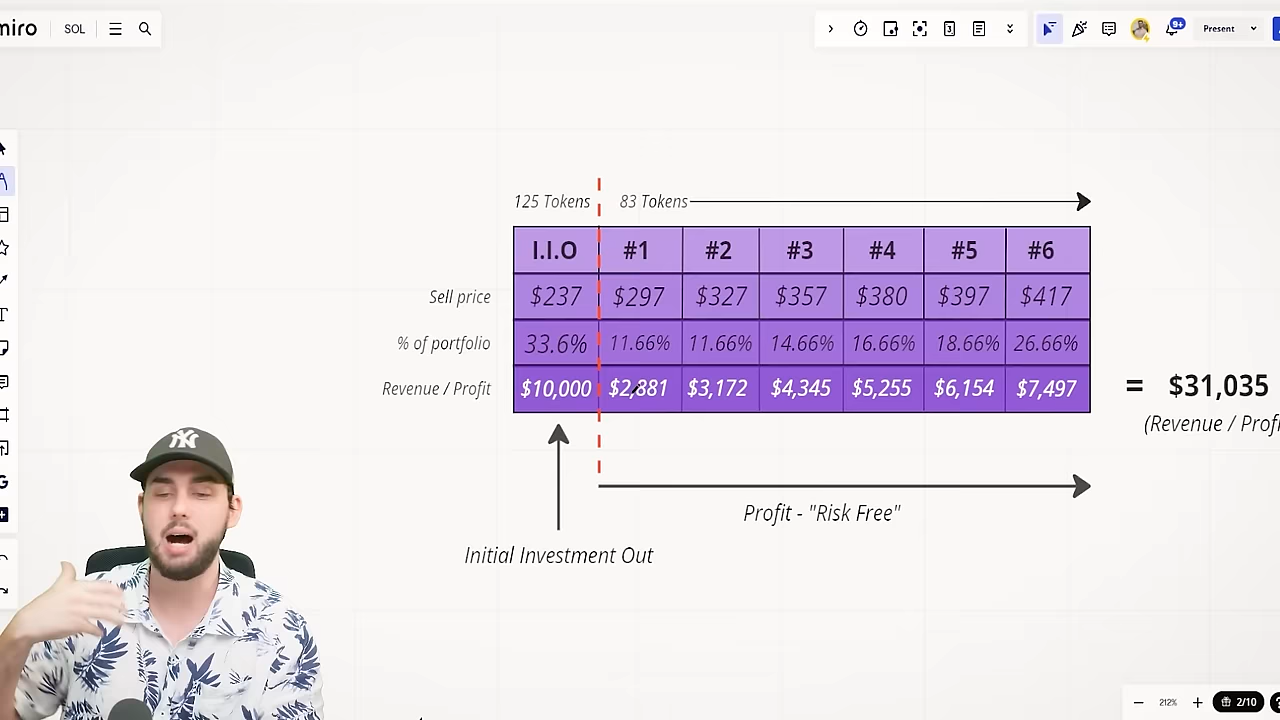 miro SOL
9+
Present
125 Tokens 83 Tokens
I.I.O #1 #2 #3 #4 #5 #6
Sell price $237 $297 $327 $357 $380 $397 $417
% of portfolio 33.6% 11.66% 11.66% 14.66% 16.66% 18.66% 26.66%
Revenue / Profit $10,000 $2,881 $3,172 $4,345 $5,255 $6,154 $7,497
= $31,035
(Revenue / Profi
Profit - "Risk Free"
Initial Investment Out
NY
212% 2/10